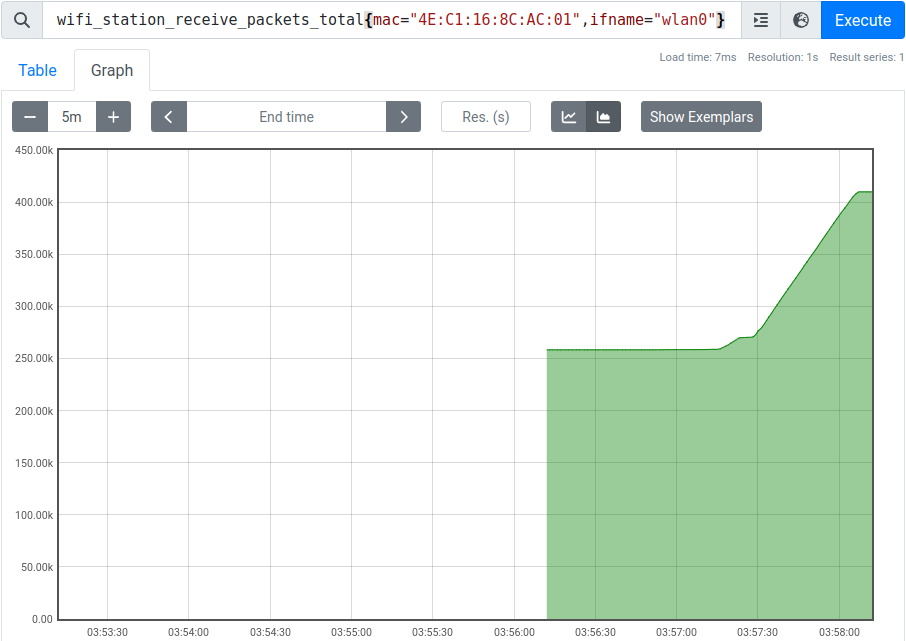 wifi_station_receive_packets_total{mac="4E:C1:16:8C:AC:01",ifname="wlan0"} Execute
Load time: 7ms Resolution: 1s Result series: 1
Table Graph
− 5m + End time Res. (s) Show Exemplars
450.00k
400.00k
350.00k
300.00k
250.00k
200.00k
150.00k
100.00k
50.00k
0.00
03:53:30 03:54:00 03:54:30 03:55:00 03:55:30 03:56:00 03:56:30 03:57:00 03:57:30 03:58:00